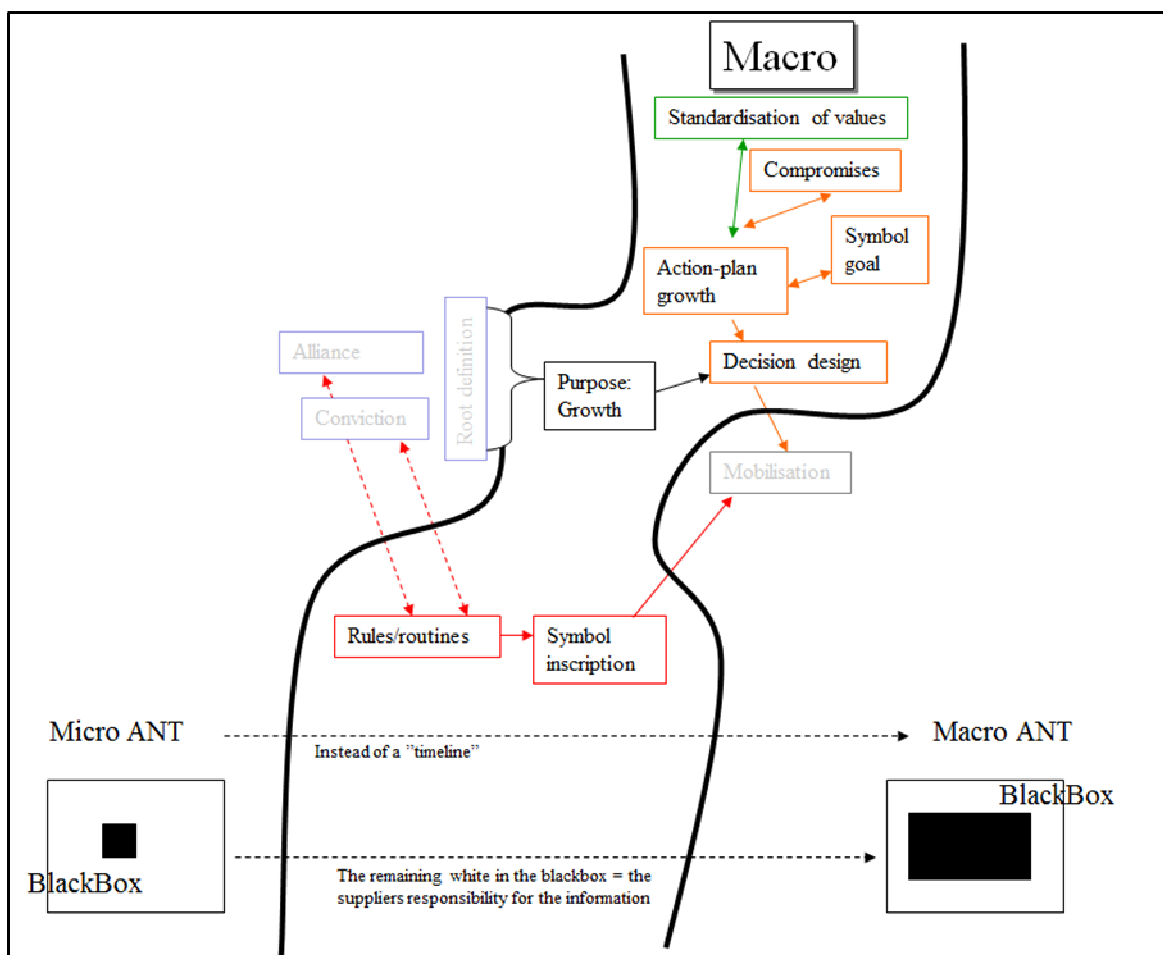 Macro
Standardisation of values
Compromises
Symbol
goal
Action-plan
growth
Root definition
Alliance
Decision design
Purpose:
Growth
Conviction
Mobilisation
Rules/routines
Symbol
inscription
Micro ANT
Macro ANT
Instead of a ”timeline”
BlackBox
BlackBox
The remaining white in the blackbox = the
suppliers responsibility for the information